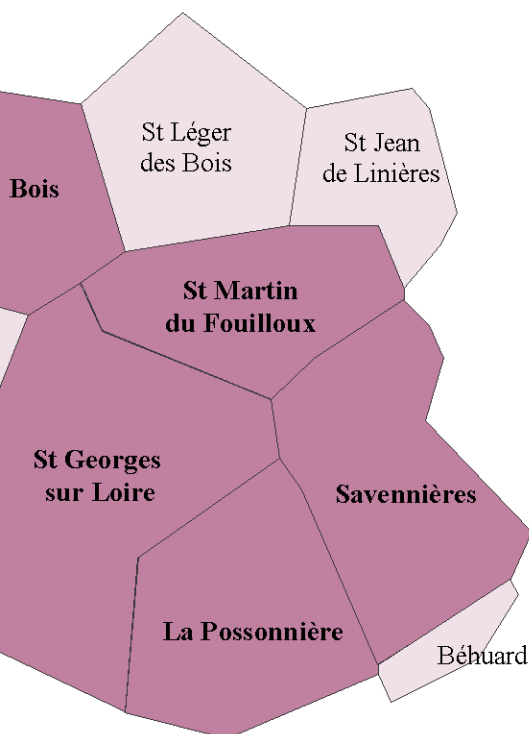 St Léger
des Bois
St Jean
de Linières
Bois
St Martin
du Fouilloux
St Georges
sur Loire
Savennières
La Possonnière
Béhuard